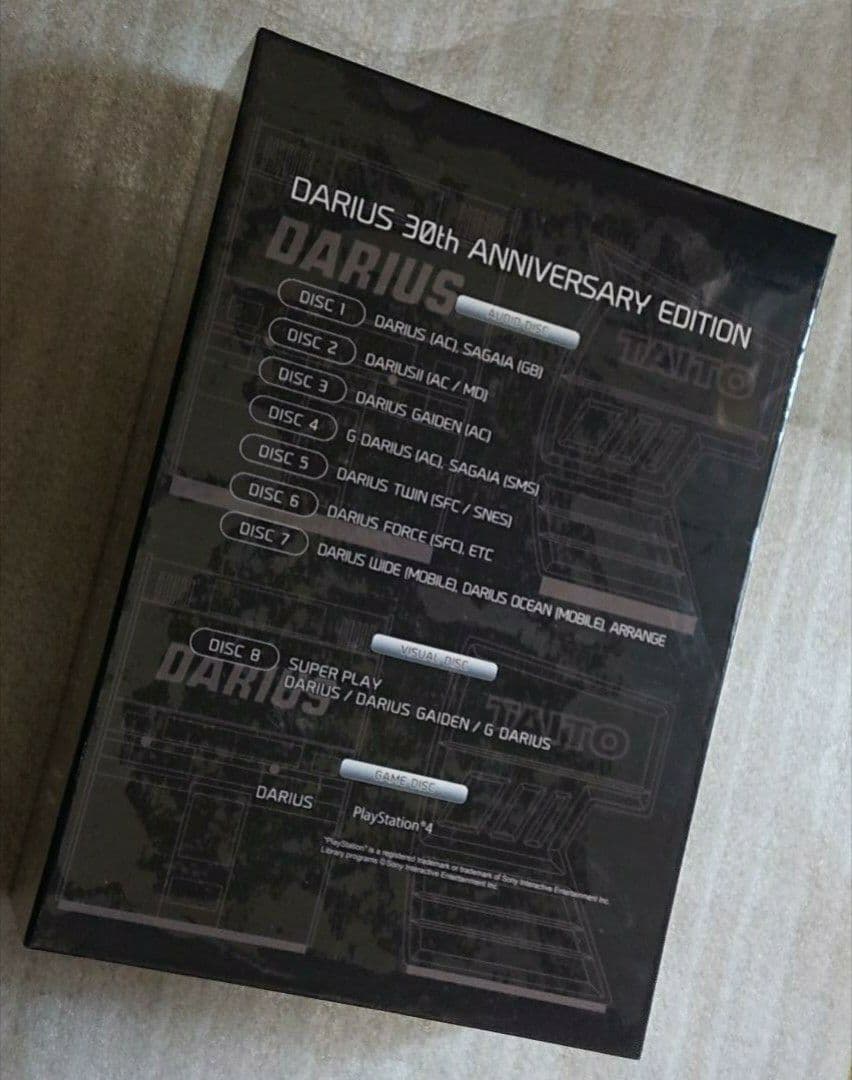 DARIUS 30th ANNIVERSARY EDITION
DARIUS
TAITO
AUDIO DISC
DISC 1 DARIUS (AC), SAGAIA (GB)
DISC 2 DARIUSII (AC / MD)
DISC 3 DARIUS GAIDEN (AC)
DISC 4 G DARIUS (AC), SAGAIA (SMS)
DISC 5 DARIUS TWIN (SFC / SNES)
DISC 6 DARIUS FORCE (SFC), ETC
DISC 7 DARIUS WIDE (MOBILE), DARIUS OCEAN (MOBILE), ARRANGE
VISUAL DISC
DISC 8 SUPER PLAY
DARIUS / DARIUS GAIDEN / G DARIUS
DARIUS
TAITO
GAME DISC
DARIUS PlayStation®4
"PlayStation" is a registered trademark or trademark of Sony Interactive Entertainment Inc.
Library programs ©Sony Interactive Entertainment Inc.